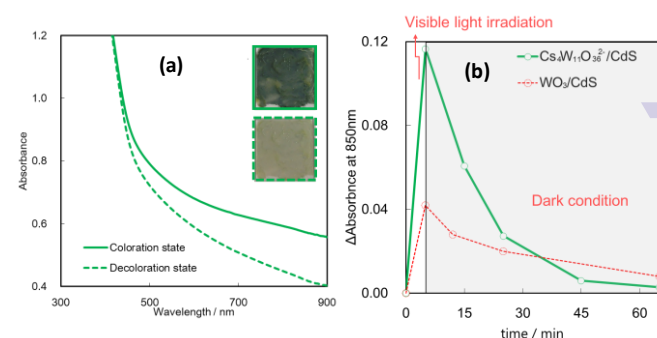 Visible light irradiation
1.2
1.0
0.8
0.6
0.4
300
500
700
900
Absorbance
Wavelength / nm
(a)
Coloration state
Decoloration state
0.12
0.08
0.04
0.00
0
15
30
45
60
ΔAbsorbnce at 850nm
time / min
(b)
Cs₄W₁₁O₃₆²⁻/CdS
WO₃/CdS
Dark condition